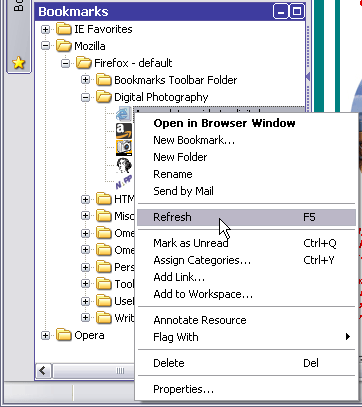 Bookmarks
IE Favorites
Mozilla
Firefox - default
Bookmarks Toolbar Folder
Digital Photography
Open in Browser Window
New Bookmark...
New Folder
Rename
Send by Mail
Refresh F5
Mark as Unread Ctrl+Q
Assign Categories... Ctrl+Y
Add Link...
Add to Workspace...
Annotate Resource
Flag With
Delete Del
Properties...
HTM
Misc
Ome
Ome
Pers
Tool
Usef
Writ
Opera